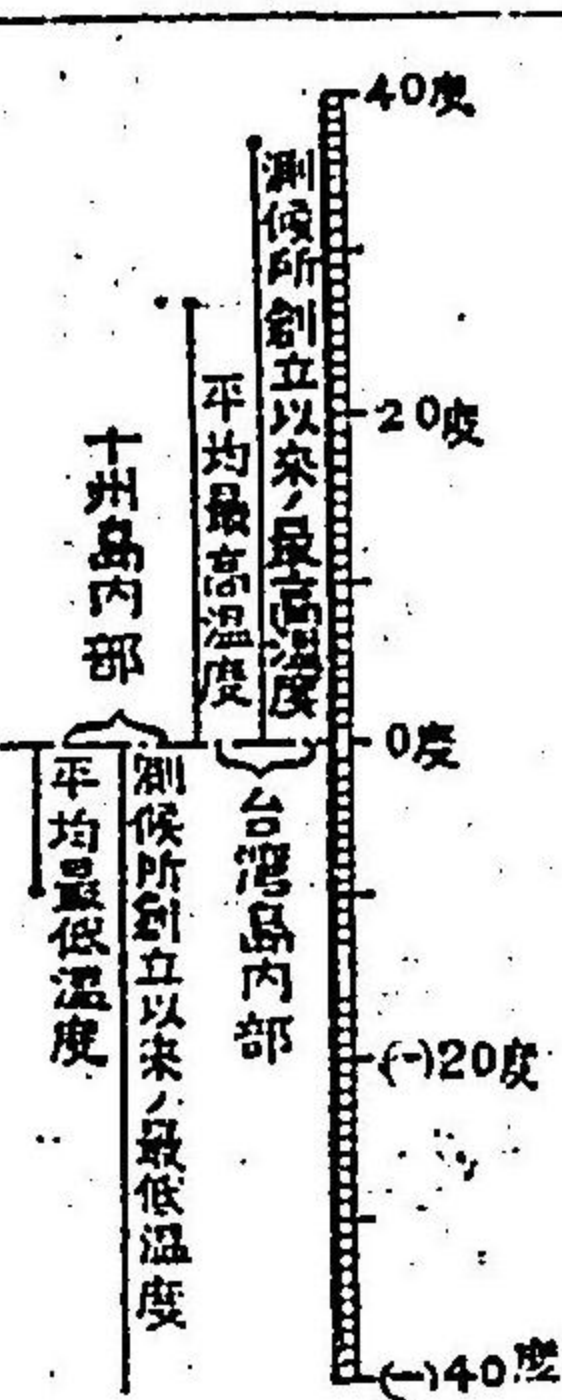 40度
20度
0度
(-)20度
(-)40度
測候所創立以来ノ最高温度
平均最高温度
台湾島内部
十州島内部
測候所創立以来ノ最低温度
平均最低温度